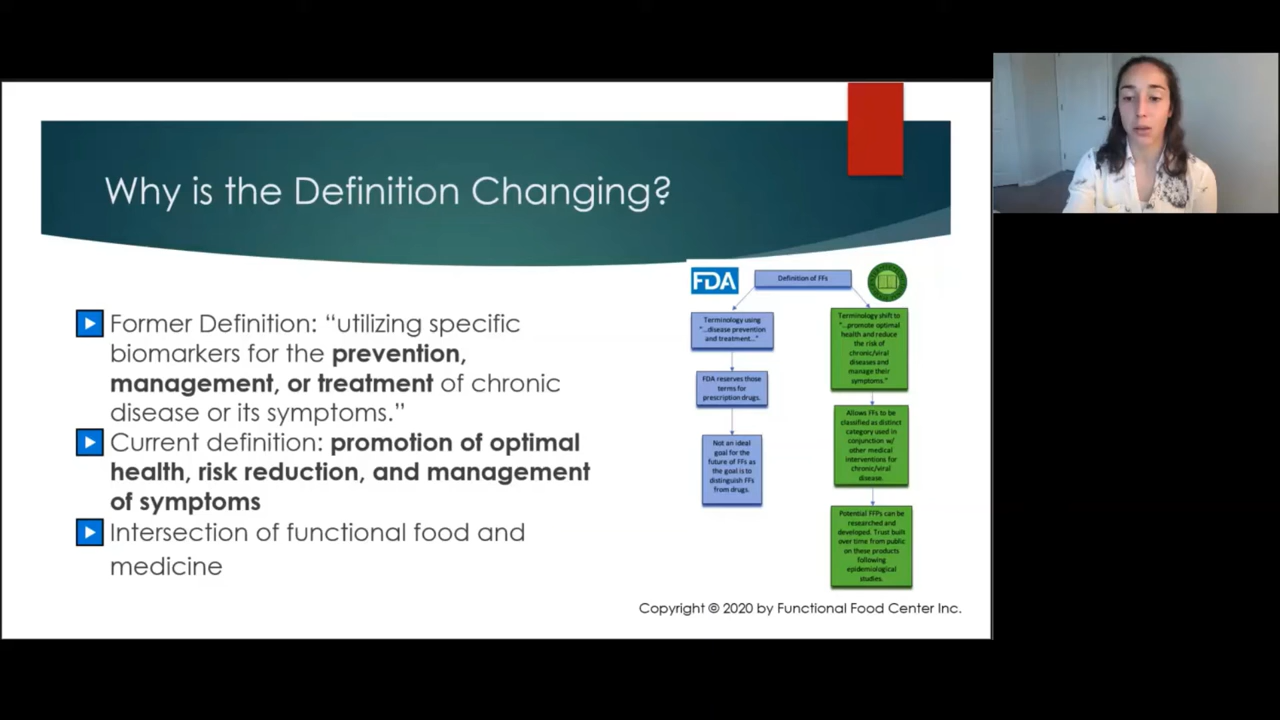 Why is the Definition Changing?
Former Definition: “utilizing specific
biomarkers for the prevention,
management, or treatment of chronic
disease or its symptoms.”
Current definition: promotion of optimal
health, risk reduction, and management
of symptoms
Intersection of functional food and
medicine
FDA
Definition of FFs
Terminology using
“...disease prevention
and treatment...”
FDA reserves those
terms for
prescription drugs.
Not an ideal
goal for the
future of FFs as
the goal is to
distinguish FFs
from drugs.
Terminology shift to
“...promote optimal
health and reduce
the risk of
chronic/viral
diseases and
manage their
symptoms.”
Allows FFs to be
classified as distinct
category used in
conjunction w/
other medical
interventions for
chronic/viral
disease.
Potential FFPs can be
researched and
developed. Trust built
over time from public
on these products
following
epidemiological
studies.
Copyright © 2020 by Functional Food Center Inc.